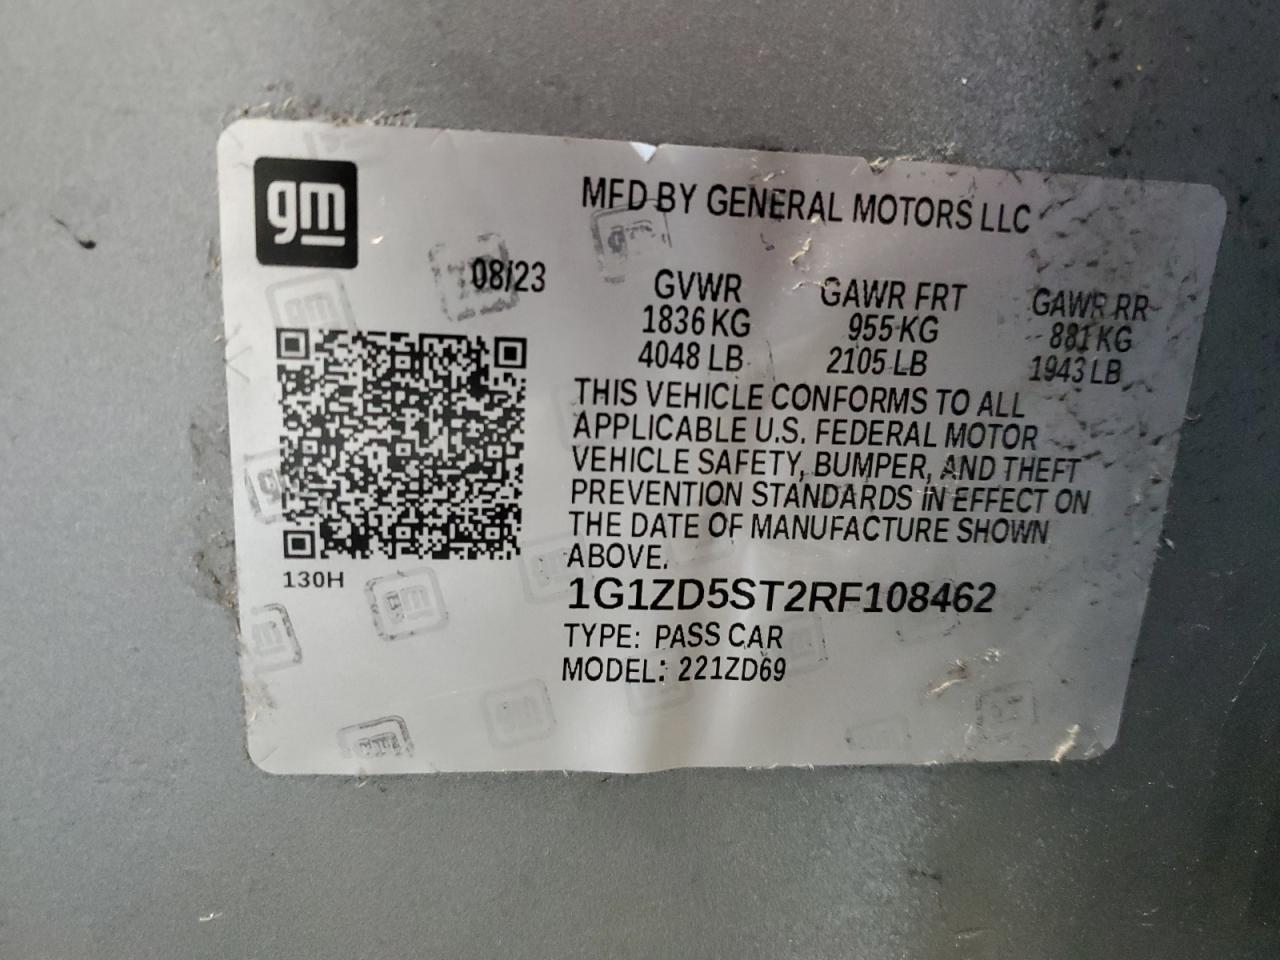 gm
MFD BY GENERAL MOTORS LLC
08/23
GVWR GAWR FRT GAWR RR
1836 KG 955 KG 881 KG
4048 LB 2105 LB 1943 LB
THIS VEHICLE CONFORMS TO ALL
APPLICABLE U.S. FEDERAL MOTOR
VEHICLE SAFETY, BUMPER, AND THEFT
PREVENTION STANDARDS IN EFFECT ON
THE DATE OF MANUFACTURE SHOWN
ABOVE.
130H
1G1ZD5ST2RF108462
TYPE: PASS CAR
MODEL: 221ZD69